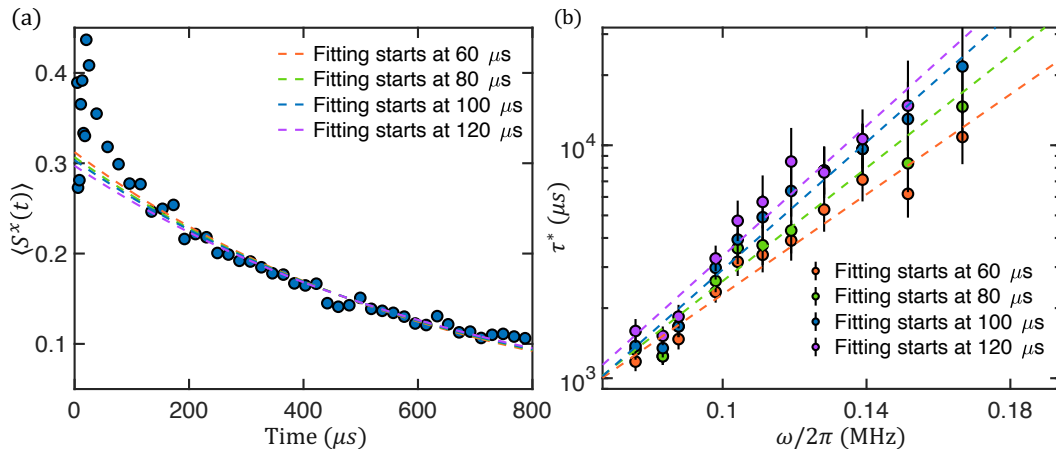 (a)
⟨S^x(t)⟩
0.4
0.3
0.2
0.1
0
200
400
600
800
Time (μs)
Fitting starts at 60 μs
Fitting starts at 80 μs
Fitting starts at 100 μs
Fitting starts at 120 μs
(b)
τ* (μs)
10^4
10^3
0.1
0.14
0.18
ω/2π (MHz)
Fitting starts at 60 μs
Fitting starts at 80 μs
Fitting starts at 100 μs
Fitting starts at 120 μs